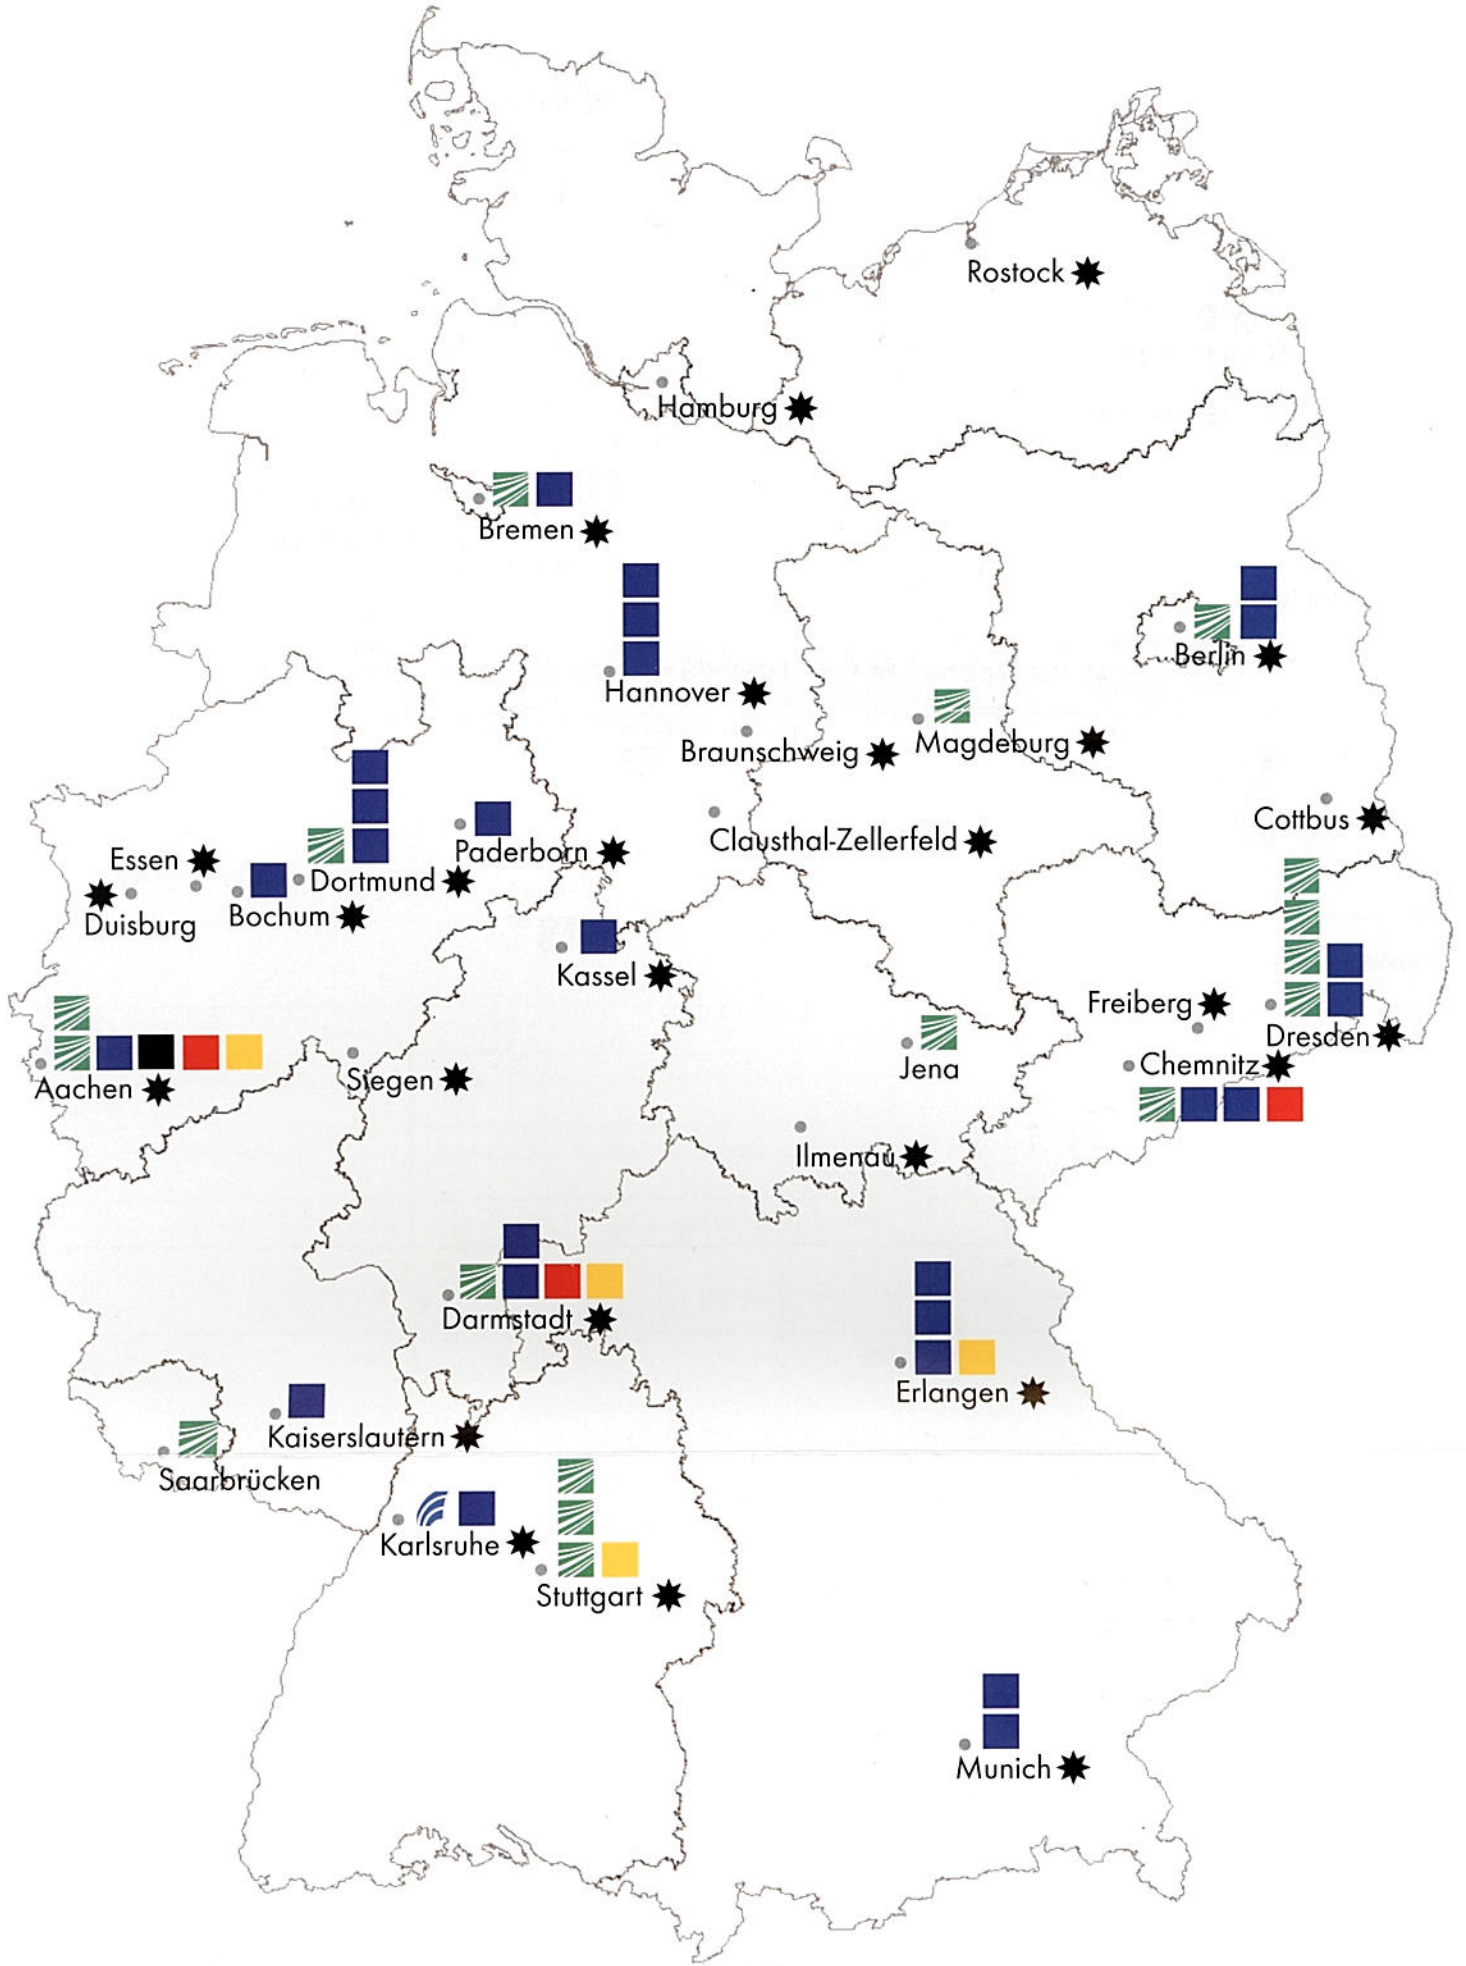 Rostock
Hamburg
Bremen
Berlin
Hannover
Braunschweig
Magdeburg
Cottbus
Clausthal-Zellerfeld
Paderborn
Essen
Dortmund
Duisburg
Bochum
Kassel
Freiberg
Dresden
Jena
Chemnitz
Aachen
Siegen
Ilmenau
Darmstadt
Erlangen
Kaiserslautern
Saarbrücken
Karlsruhe
Stuttgart
Munich